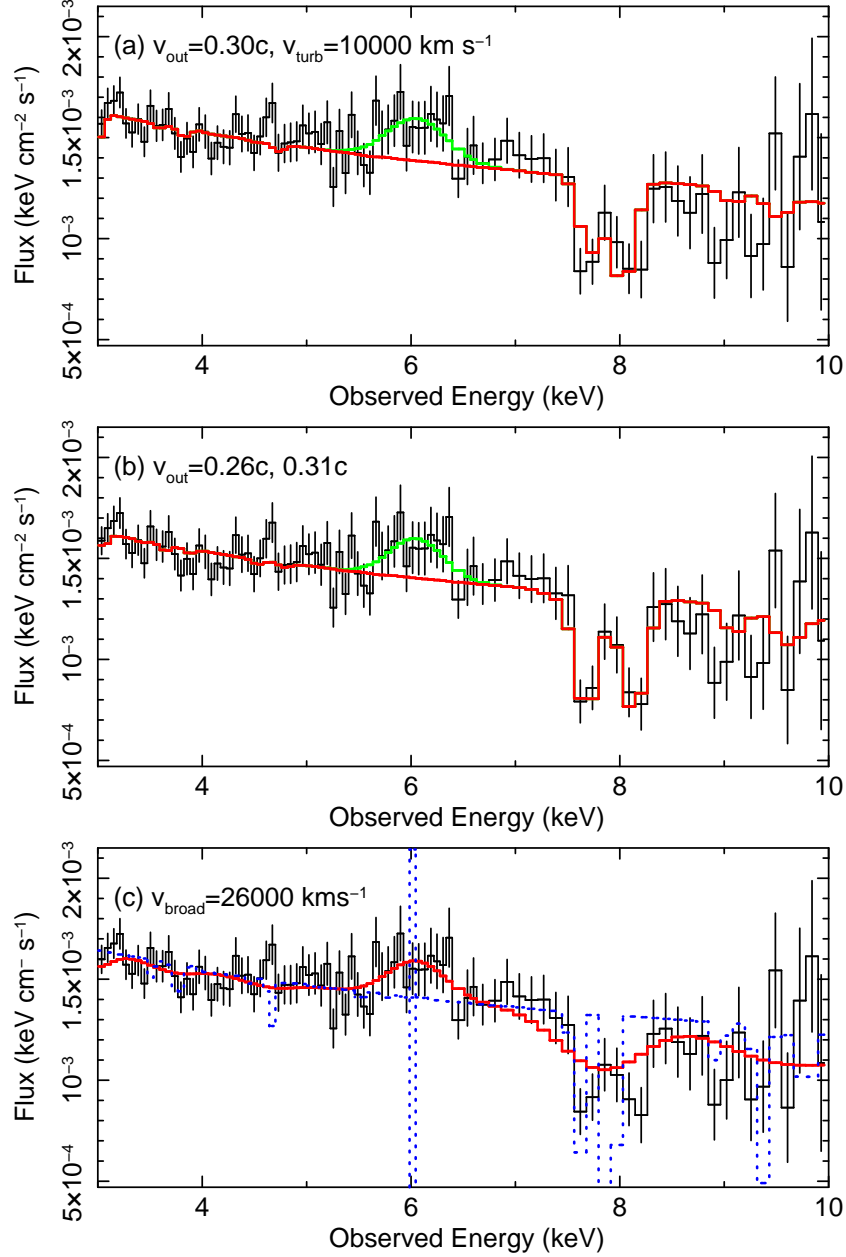 2×10⁻³
1.5×10⁻³
10⁻³
5×10⁻⁴
Flux (keV cm⁻² s⁻¹)
(a) v_out=0.30c, v_turb=10000 km s⁻¹
4 6 8 10
Observed Energy (keV)
2×10⁻³
1.5×10⁻³
10⁻³
5×10⁻⁴
Flux (keV cm⁻² s⁻¹)
(b) v_out=0.26c, 0.31c
4 6 8 10
Observed Energy (keV)
2×10⁻³
1.5×10⁻³
10⁻³
5×10⁻⁴
Flux (keV cm⁻ s⁻¹)
(c) v_broad=26000 kms⁻¹
4 6 8 10
Observed Energy (keV)